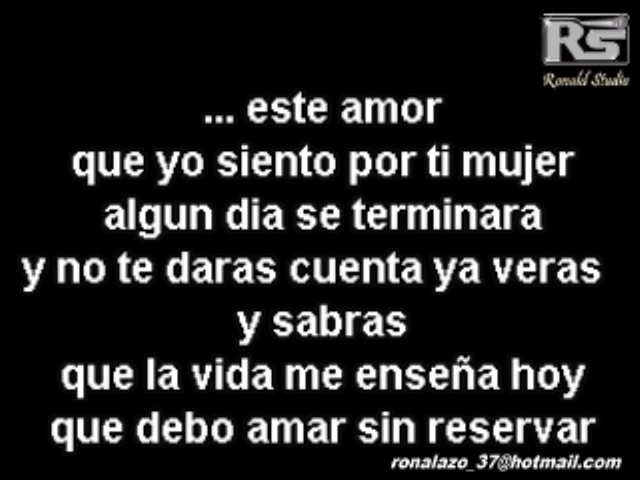 RS
Ronald Studio
... este amor
que yo siento por ti mujer
algun dia se terminara
y no te daras cuenta ya veras
y sabras
que la vida me enseña hoy
que debo amar sin reservar
ronalazo_37@hotmail.com